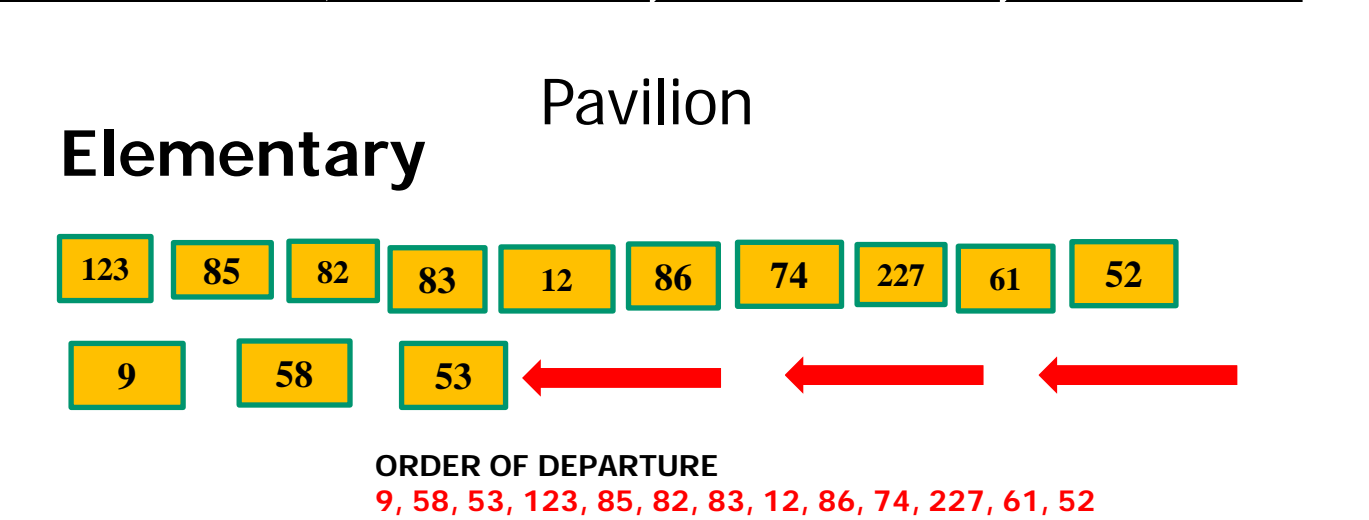 Pavilion
Elementary
123 85 82 83 12 86 74 227 61 52
9 58 53
ORDER OF DEPARTURE
9, 58, 53, 123, 85, 82, 83, 12, 86, 74, 227, 61, 52